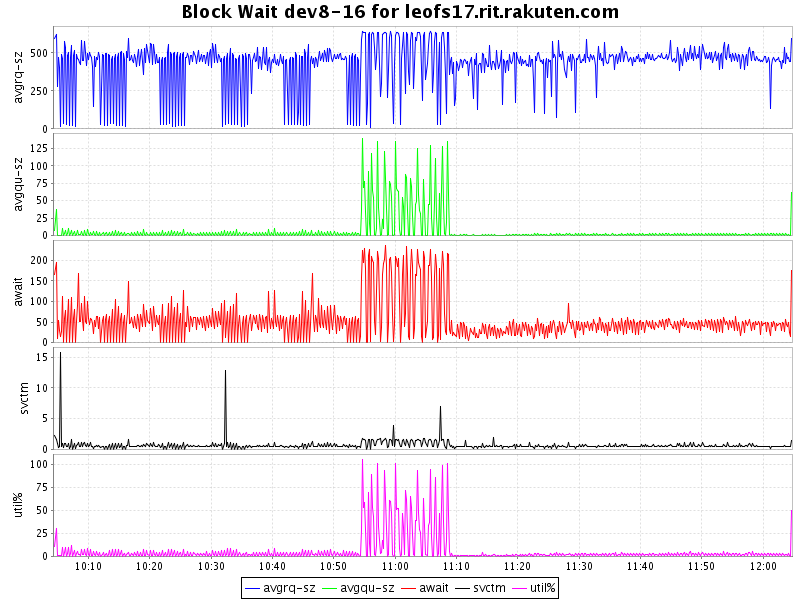 Block Wait dev8-16 for leofs17.rit.rakuten.com
avgrq-sz
500
250
0
avgqu-sz
125
100
75
50
25
0
await
200
150
100
50
0
svctm
15
10
5
0
util%
100
75
50
25
0
10:10 10:20 10:30 10:40 10:50 11:00 11:10 11:20 11:30 11:40 11:50 12:00
avgrq-sz avgqu-sz await svctm util%